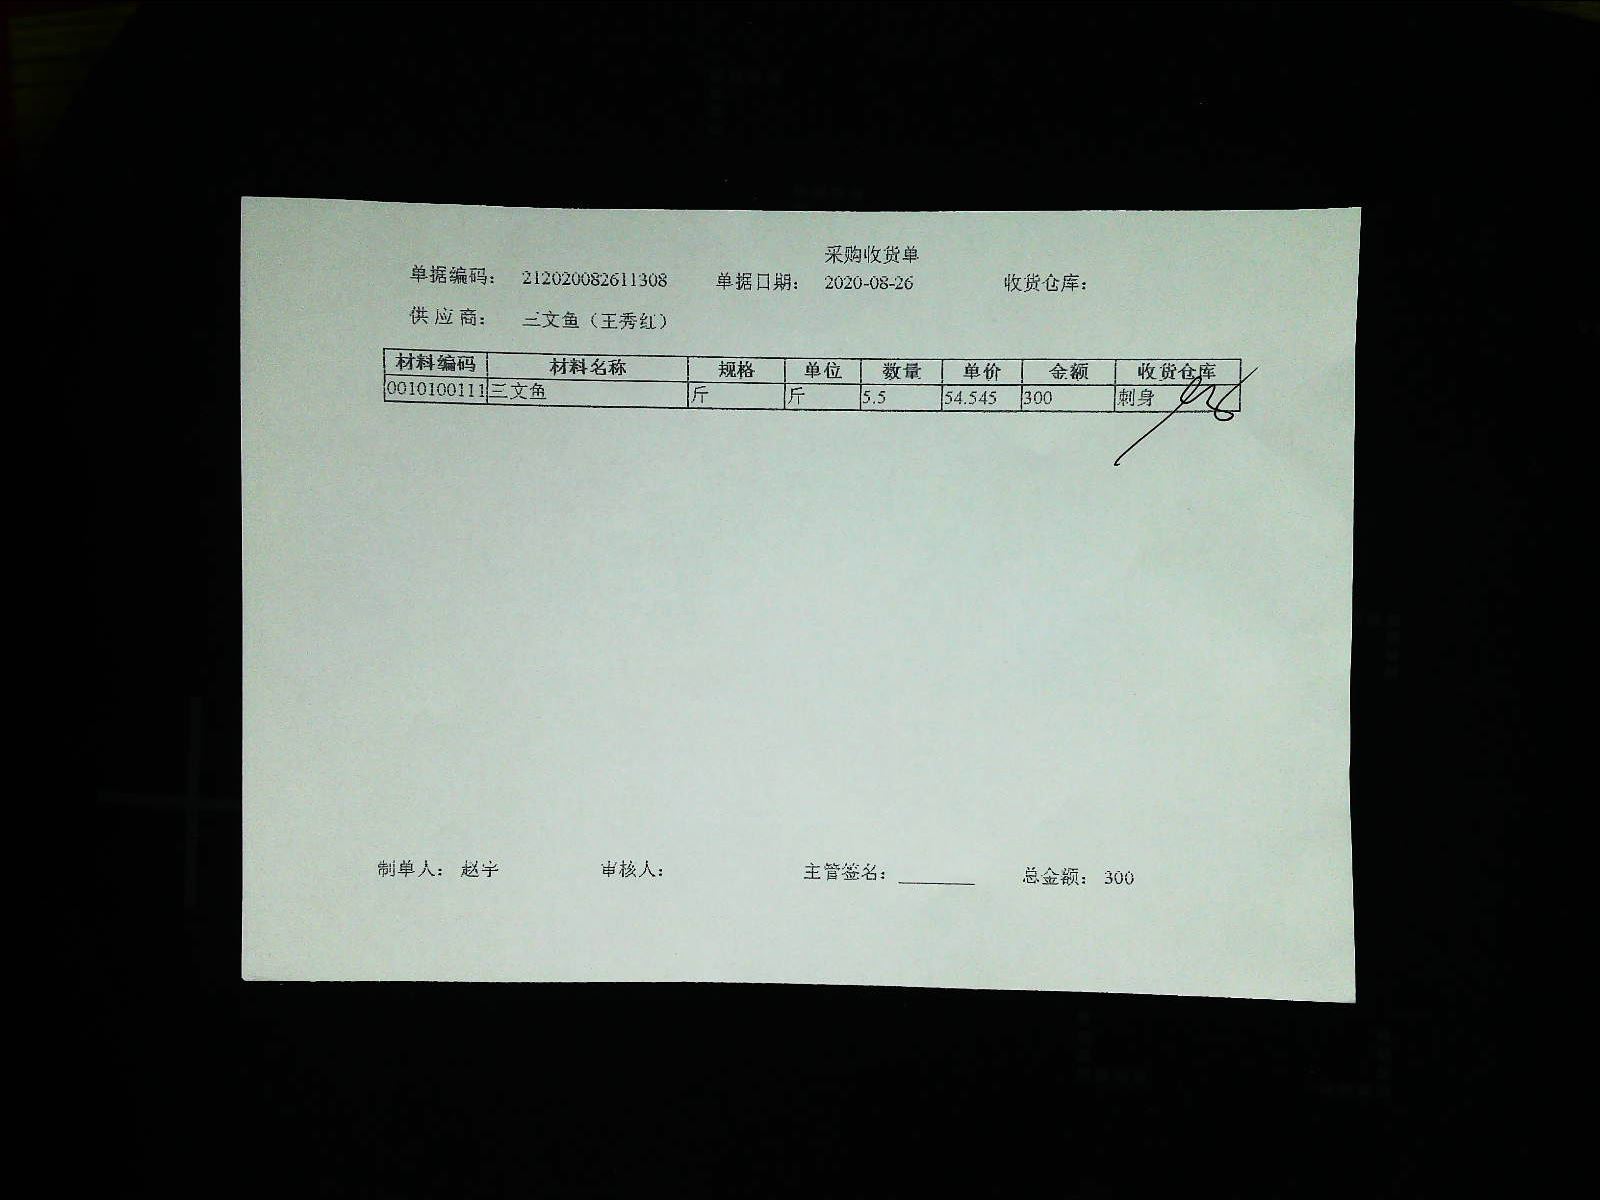 采购收货单
单据编码： 212020082611308 单据日期： 2020-08-26 收货仓库：
供 应 商： 三文鱼（王秀红）
材料编码 材料名称 规格 单位 数量 单价 金额 收货仓库
0010100111 三文鱼 斤 斤 5.5 54.545 300 刺身
制单人： 赵宇 审核人： 主管签名： ________ 总金额： 300